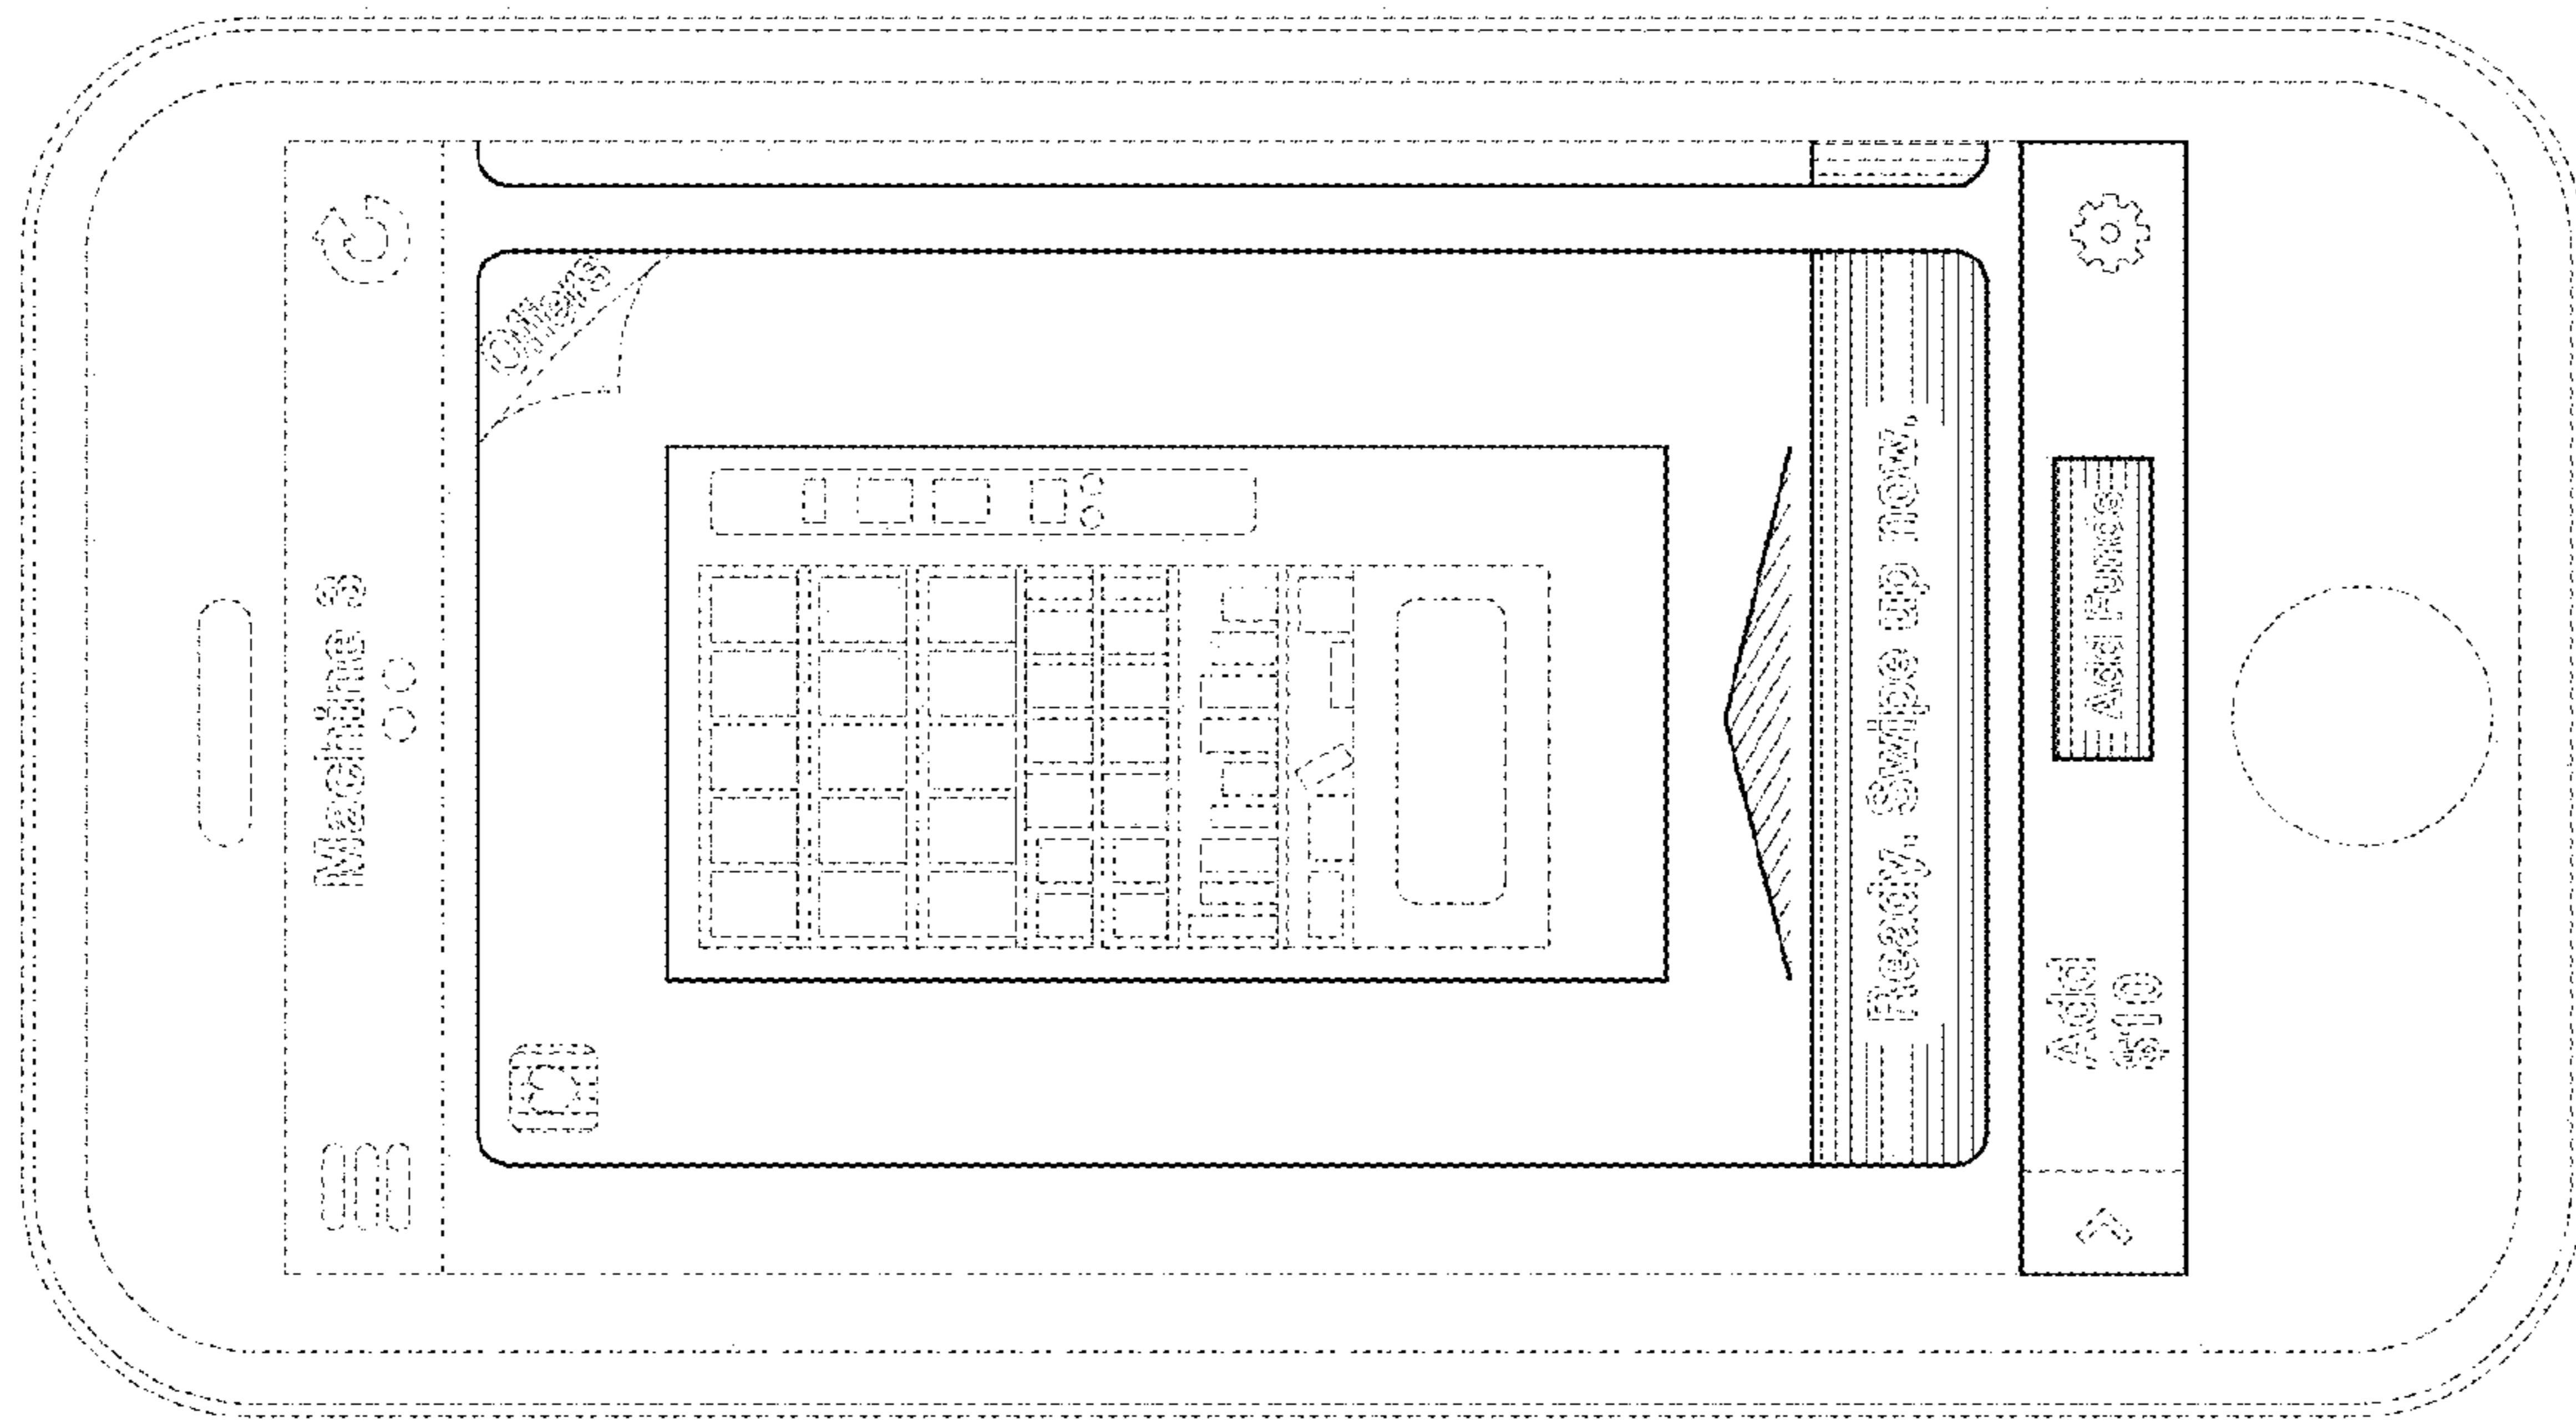 Machine 3
Offers
Ready. Swipe up now.
Add
$10
Add Funds